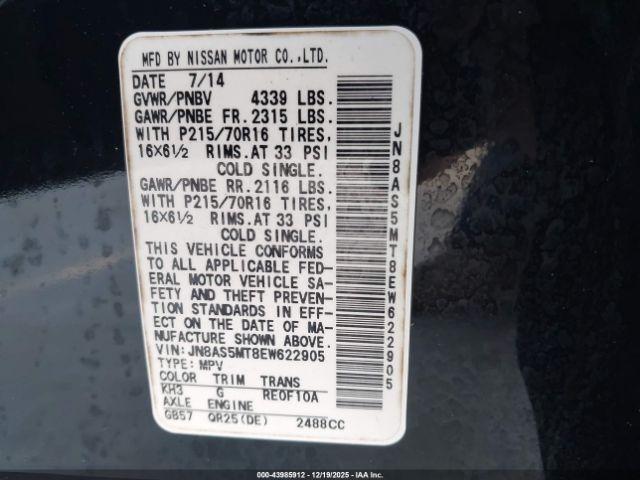 MFD BY NISSAN MOTOR CO.,LTD.
DATE 7/14
GVWR/PNBV 4339 LBS.
GAWR/PNBE FR. 2315 LBS.
WITH P215/70R16 TIRES.
16X6½ RIMS. AT 33 PSI
COLD SINGLE.
GAWR/PNBE RR. 2116 LBS.
WITH P215/70R16 TIRES.
16X6½ RIMS. AT 33 PSI
COLD SINGLE.
THIS VEHICLE CONFORMS
TO ALL APPLICABLE FED-
ERAL MOTOR VEHICLE SA-
FETY AND THEFT PREVEN-
TION STANDARDS IN EFF-
ECT ON THE DATE OF MA-
NUFACTURE SHOWN ABOVE.
VIN: JN8AS5MT8EW622905
TYPE: MPV
COLOR TRIM TRANS
KH3 G RE0F10A
AXLE ENGINE
GB57 QR25(DE) 2488CC
JN8AS5MT8EW622905
000-43985912 - 12/19/2025 - IAAI.COM